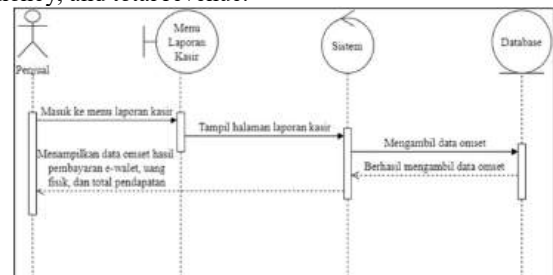 money, and total revenue.
Menu
Laporan
Kasir
Sistem
Database
Penjual
Masuk ke menu laporan kasir
Tampil halaman laporan kasir
Mengambil data omset
Berhasil mengambil data omset
Menampilkan data omset hasil
pembayaran e-walet, uang
fisik, dan total pendapatan